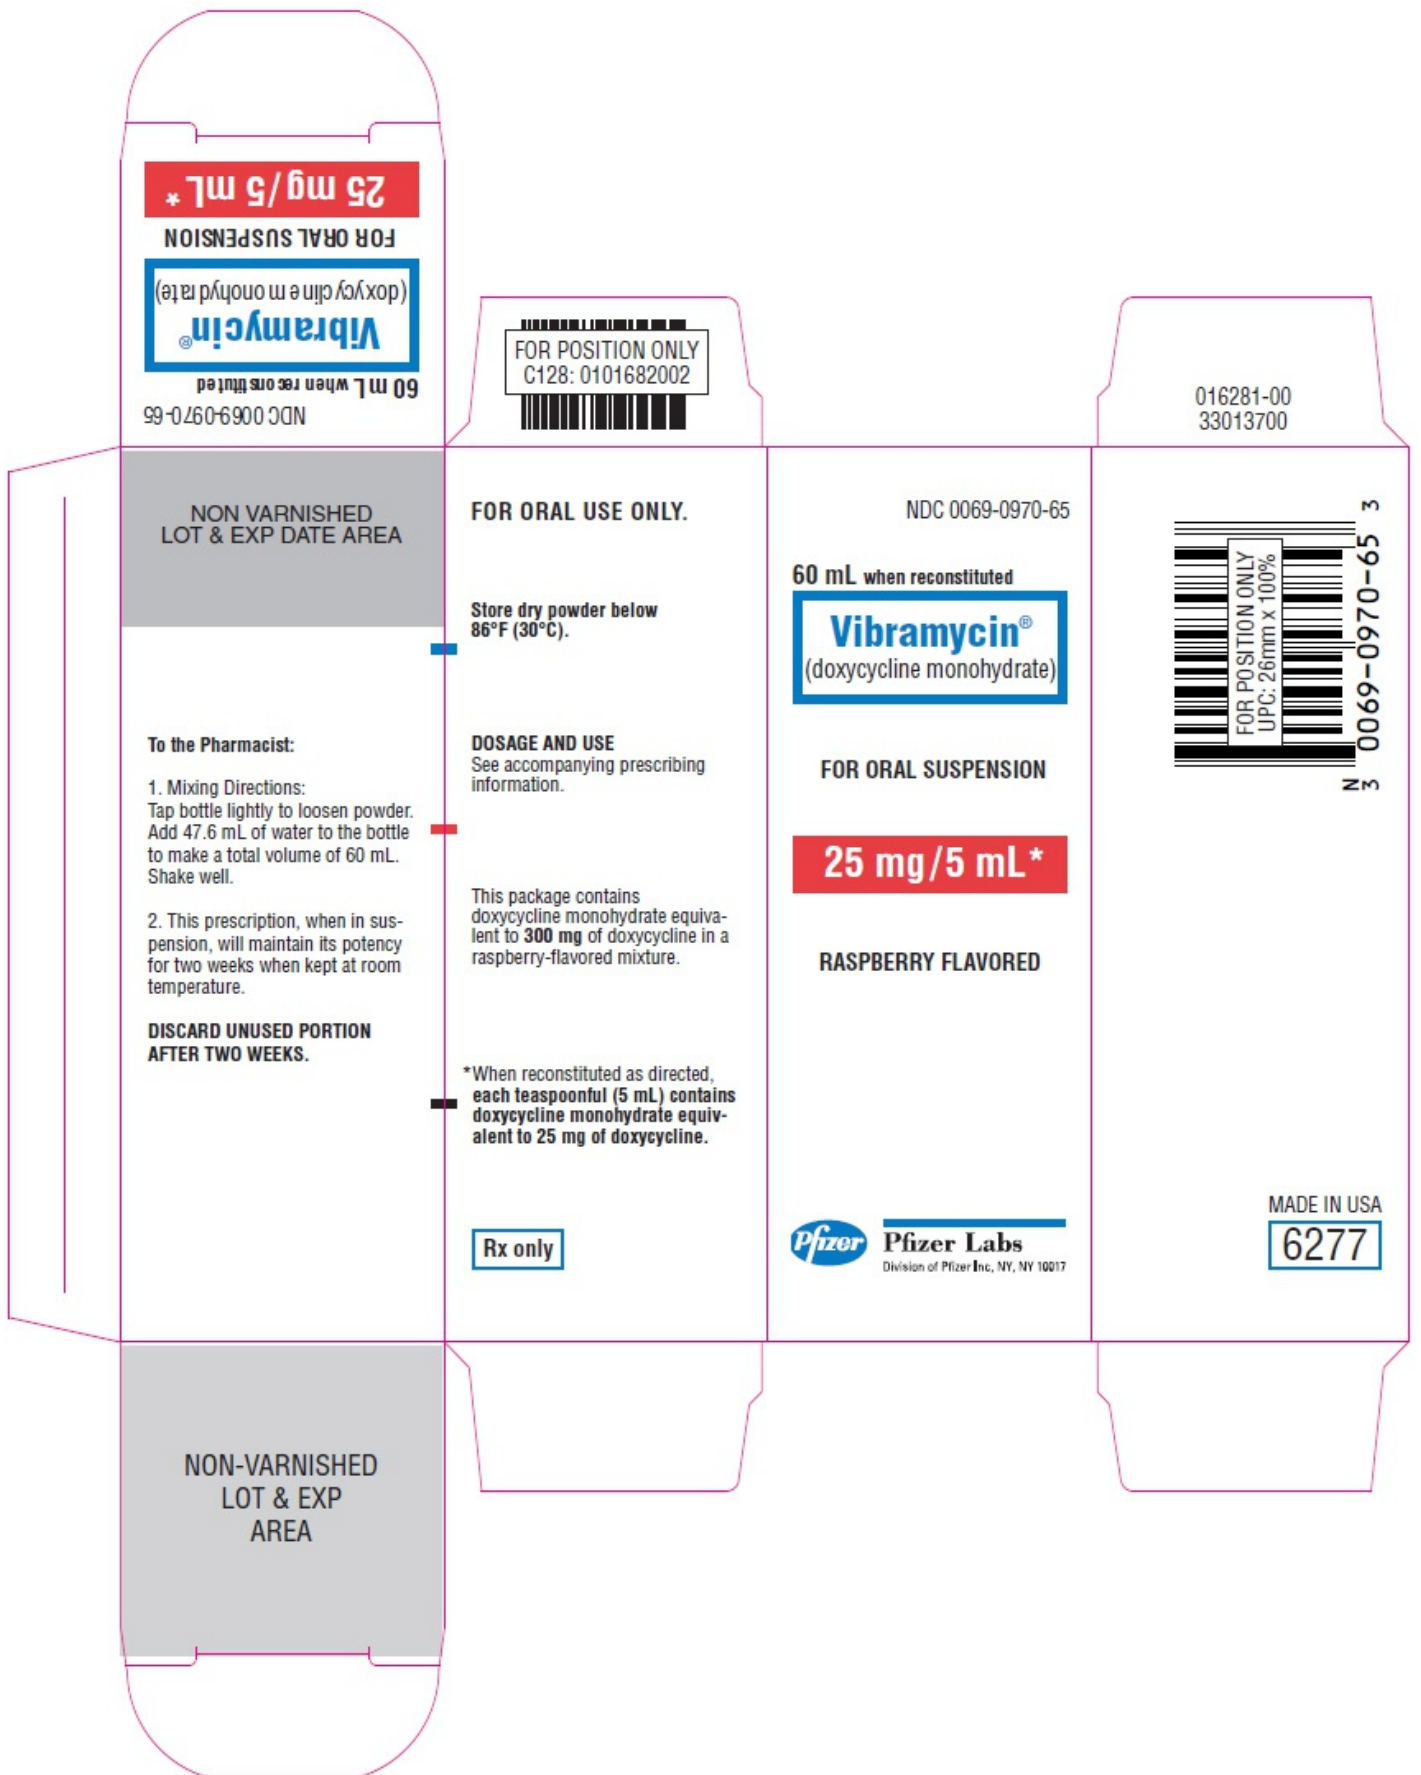 25 mg/5 mL*
FOR ORAL SUSPENSION
(doxycycline monohydrate)
Vibramycin®
60 mL when reconstituted
NDC 0069-0970-65
FOR POSITION ONLY
C128: 0101682002
016281-00
33013700
NON VARNISHED
LOT & EXP DATE AREA
To the Pharmacist:
1. Mixing Directions:
Tap bottle lightly to loosen powder.
Add 47.6 mL of water to the bottle
to make a total volume of 60 mL.
Shake well.
2. This prescription, when in sus-
pension, will maintain its potency
for two weeks when kept at room
temperature.
DISCARD UNUSED PORTION
AFTER TWO WEEKS.
NON-VARNISHED
LOT & EXP
AREA
FOR ORAL USE ONLY.
Store dry powder below
86°F (30°C).
DOSAGE AND USE
See accompanying prescribing
information.
This package contains
doxycycline monohydrate equiva-
lent to 300 mg of doxycycline in a
raspberry-flavored mixture.
*When reconstituted as directed,
each teaspoonful (5 mL) contains
doxycycline monohydrate equiv-
alent to 25 mg of doxycycline.
Rx only
NDC 0069-0970-65
60 mL when reconstituted
Vibramycin®
(doxycycline monohydrate)
FOR ORAL SUSPENSION
25 mg/5 mL*
RASPBERRY FLAVORED
Pfizer
Pfizer Labs
Division of Pfizer Inc, NY, NY 10017
FOR POSITION ONLY
UPC: 26mm x 100%
N
3 0069-0970-65 3
MADE IN USA
6277